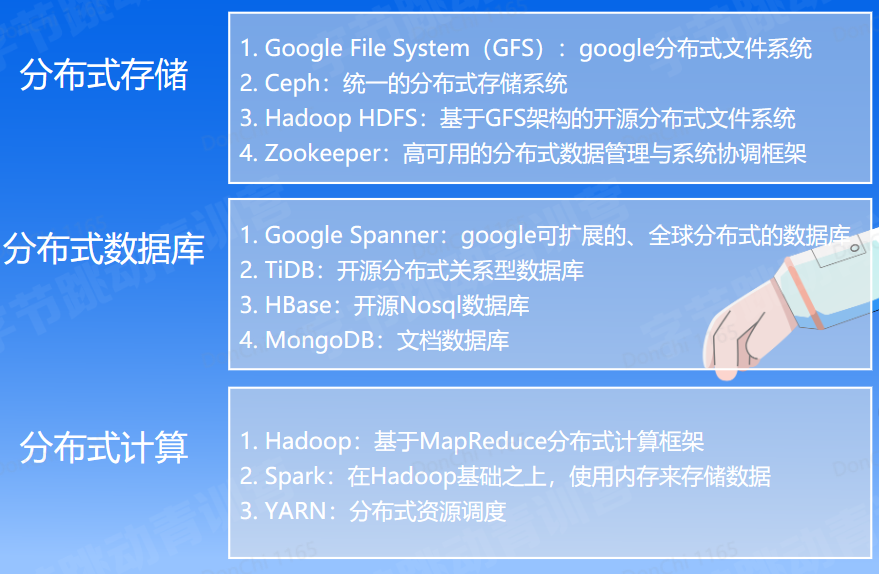 分布式存储
1. Google File System（GFS）：google分布式文件系统
2. Ceph：统一的分布式存储系统
3. Hadoop HDFS：基于GFS架构的开源分布式文件系统
4. Zookeeper：高可用的分布式数据管理与系统协调框架
分布式数据库
1. Google Spanner：google可扩展的、全球分布式的数据库
2. TiDB：开源分布式关系型数据库
3. HBase：开源Nosql数据库
4. MongoDB：文档数据库
分布式计算
1. Hadoop：基于MapReduce分布式计算框架
2. Spark：在Hadoop基础之上，使用内存来存储数据
3. YARN：分布式资源调度